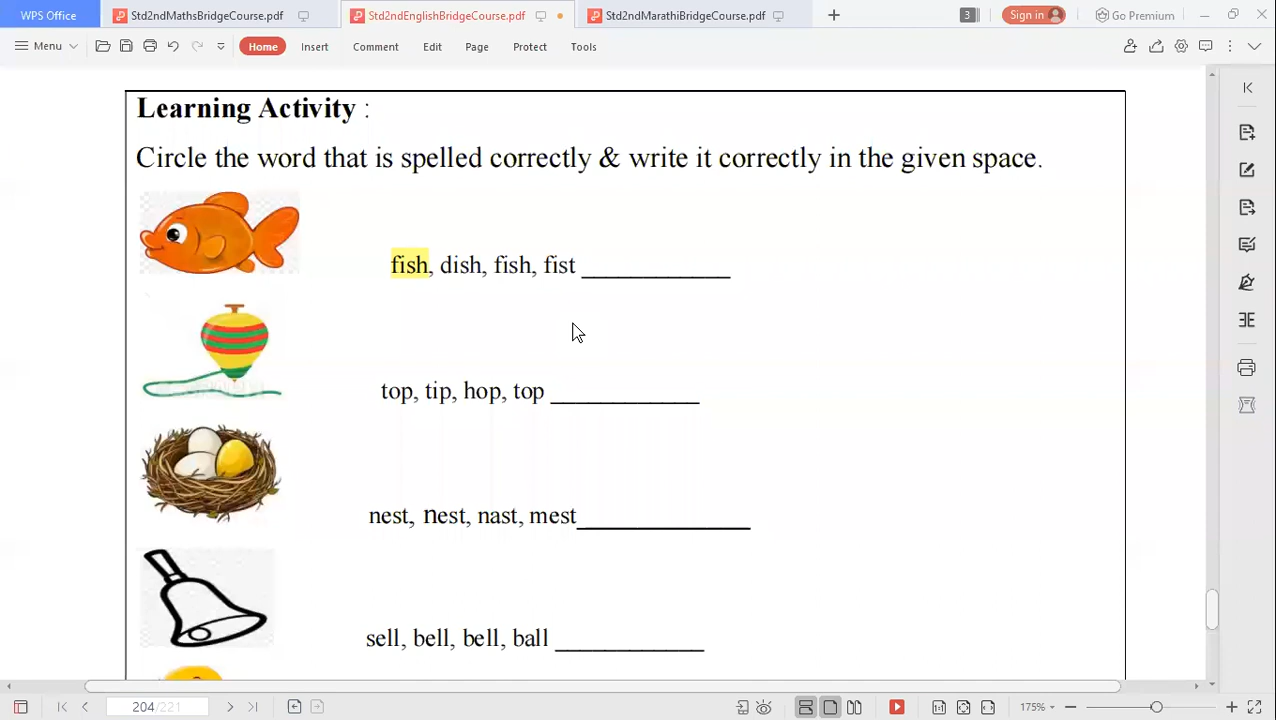 WPS Office Std2ndMathsBridgeCourse.pdf Std2ndEnglishBridgeCourse.pdf Std2ndMarathiBridgeCourse.pdf 3 Sign in Go Premium
Menu Home Insert Comment Edit Page Protect Tools
Learning Activity :
Circle the word that is spelled correctly & write it correctly in the given space.
fish, dish, fish, fist ____________
top, tip, hop, top ____________
nest, nest, nast, mest______________
sell, bell, bell, ball ____________
204/221 175%